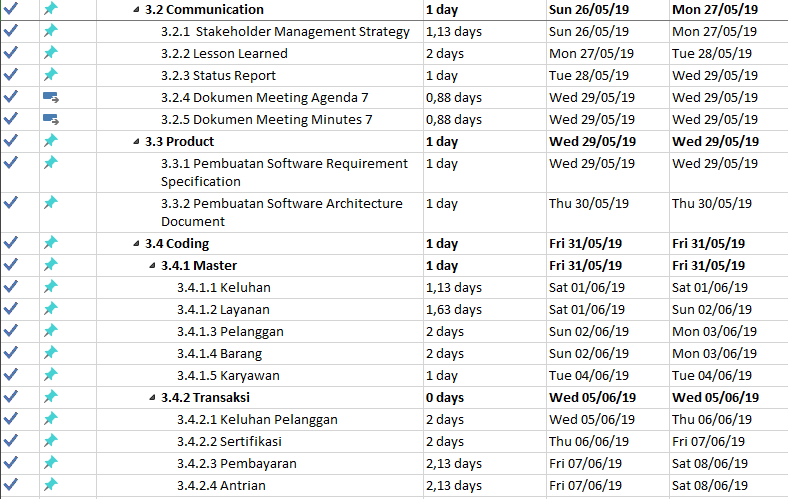 3.2 Communication 1 day Sun 26/05/19 Mon 27/05/19
3.2.1 Stakeholder Management Strategy 1,13 days Sun 26/05/19 Mon 27/05/19
3.2.2 Lesson Learned 2 days Mon 27/05/19 Tue 28/05/19
3.2.3 Status Report 1 day Tue 28/05/19 Wed 29/05/19
3.2.4 Dokumen Meeting Agenda 7 0,88 days Wed 29/05/19 Wed 29/05/19
3.2.5 Dokumen Meeting Minutes 7 0,88 days Wed 29/05/19 Wed 29/05/19
3.3 Product 1 day Wed 29/05/19 Wed 29/05/19
3.3.1 Pembuatan Software Requirement 1 day Wed 29/05/19 Wed 29/05/19
Specification
3.3.2 Pembuatan Software Architecture 1 day Thu 30/05/19 Thu 30/05/19
Document
3.4 Coding 1 day Fri 31/05/19 Fri 31/05/19
3.4.1 Master 1 day Fri 31/05/19 Fri 31/05/19
3.4.1.1 Keluhan 1,13 days Sat 01/06/19 Sat 01/06/19
3.4.1.2 Layanan 1,63 days Sat 01/06/19 Sun 02/06/19
3.4.1.3 Pelanggan 2 days Sun 02/06/19 Mon 03/06/19
3.4.1.4 Barang 2 days Sun 02/06/19 Mon 03/06/19
3.4.1.5 Karyawan 1 day Tue 04/06/19 Tue 04/06/19
3.4.2 Transaksi 0 days Wed 05/06/19 Wed 05/06/19
3.4.2.1 Keluhan Pelanggan 2 days Wed 05/06/19 Thu 06/06/19
3.4.2.2 Sertifikasi 2 days Thu 06/06/19 Fri 07/06/19
3.4.2.3 Pembayaran 2,13 days Fri 07/06/19 Sat 08/06/19
3.4.2.4 Antrian 2,13 days Fri 07/06/19 Sat 08/06/19